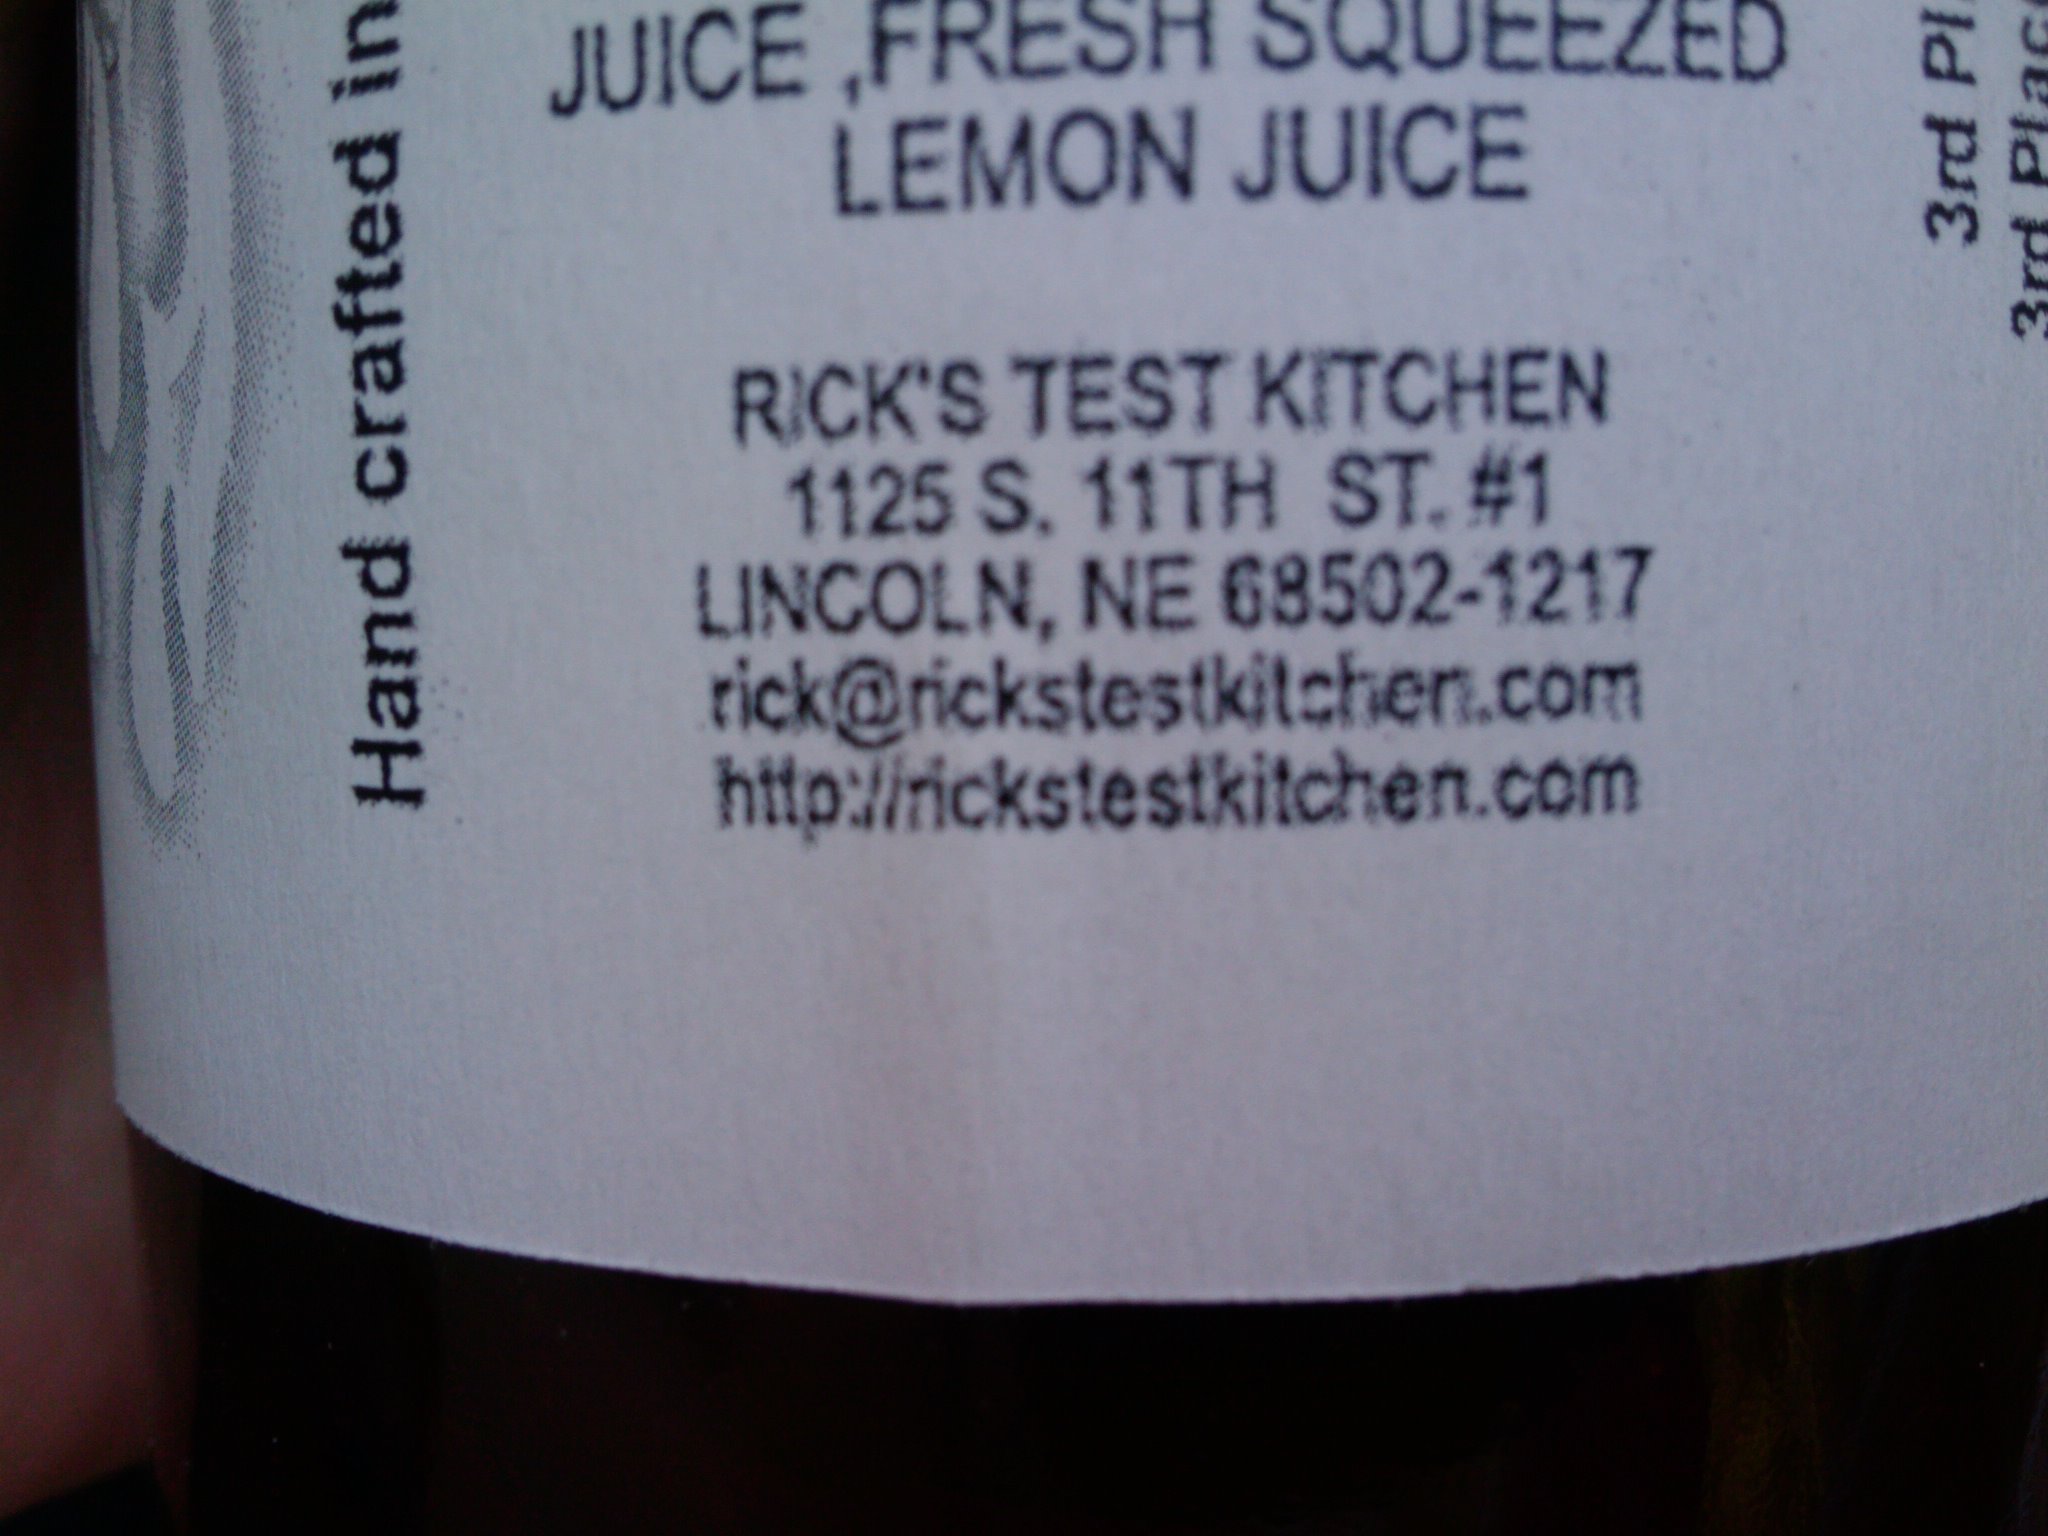 Hand crafted in
JUICE ,FRESH SQUEEZED
LEMON JUICE
RICK'S TEST KITCHEN
1125 S. 11TH ST. #1
LINCOLN, NE 68502-1217
rick@rickstestkitchen.com
http://rickstestkitchen.com
3rd
3rd